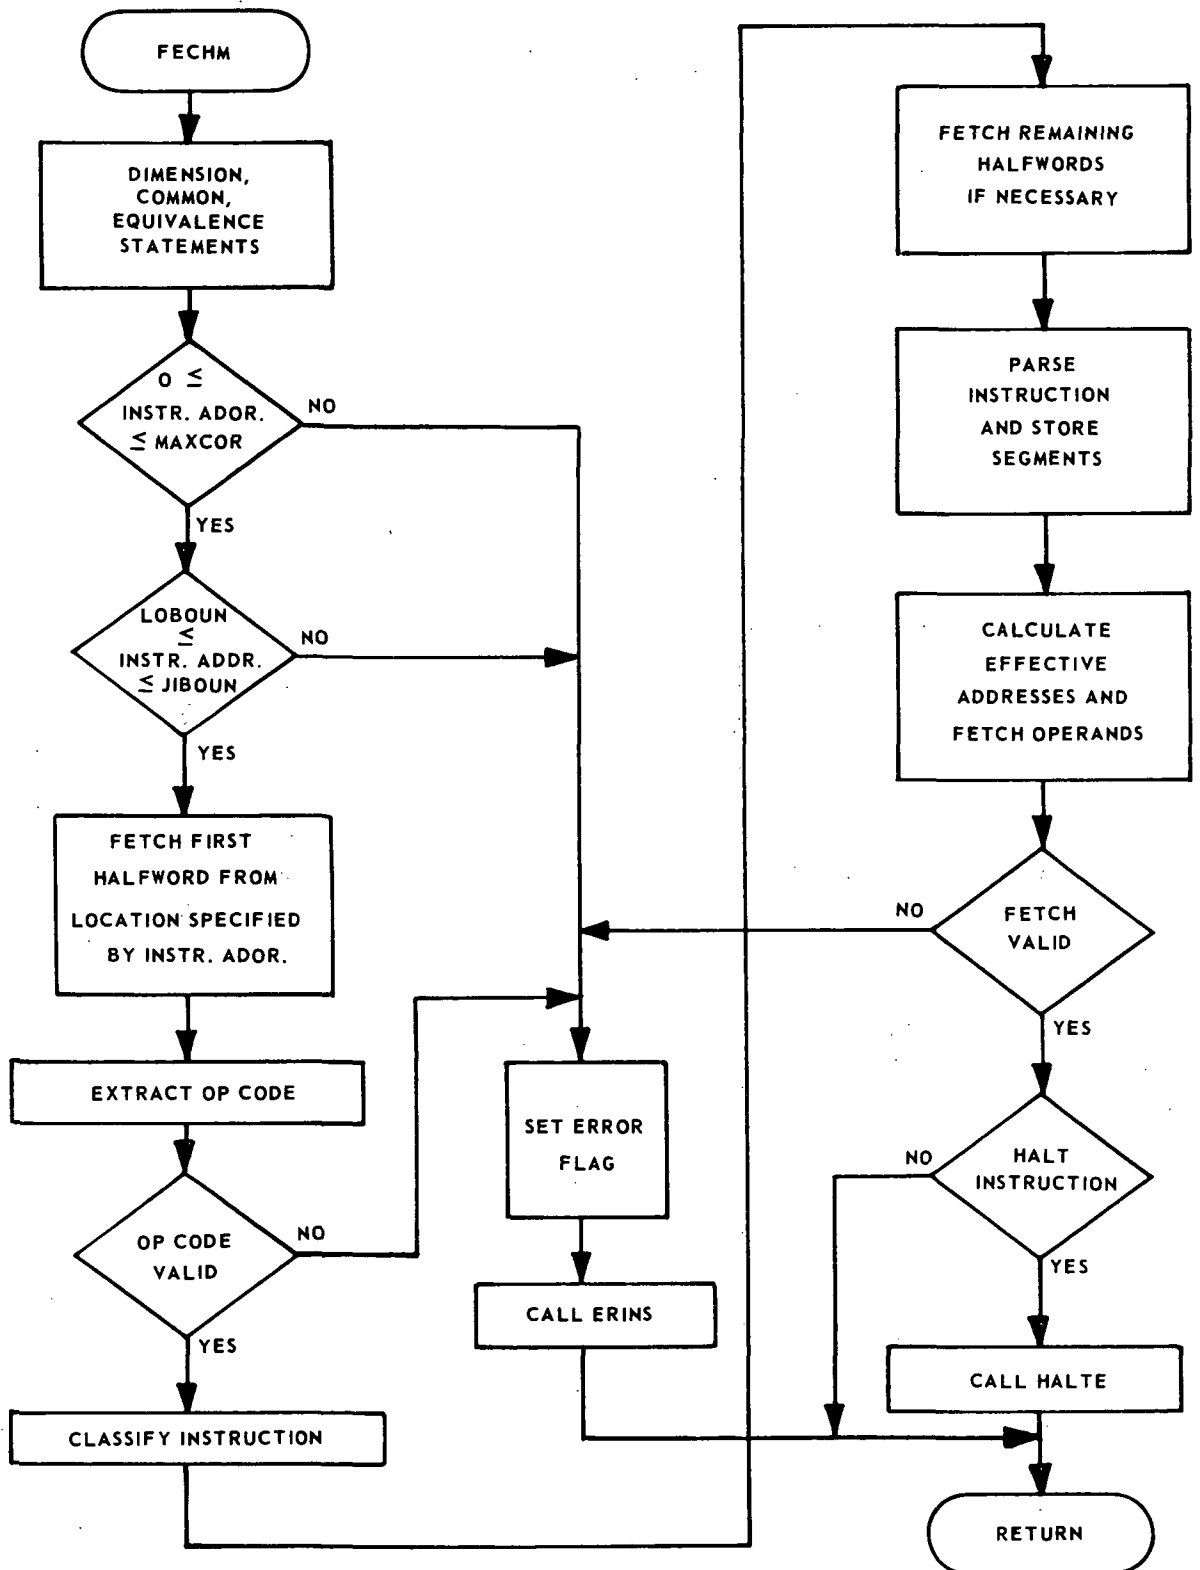 FECHM
DIMENSION,
COMMON,
EQUIVALENCE
STATEMENTS
0 ≤
INSTR. ADOR.
≤ MAXCOR
NO
YES
LOBOUN
≤
INSTR. ADDR.
≤ JIBOUN
NO
YES
FETCH FIRST
HALFWORD FROM
LOCATION SPECIFIED
BY INSTR. ADOR.
EXTRACT OP CODE
OP CODE
VALID
NO
YES
CLASSIFY INSTRUCTION
SET ERROR
FLAG
CALL ERINS
FETCH REMAINING
HALFWORDS
IF NECESSARY
PARSE
INSTRUCTION
AND STORE
SEGMENTS
CALCULATE
EFFECTIVE
ADDRESSES AND
FETCH OPERANDS
FETCH
VALID
NO
YES
HALT
INSTRUCTION
NO
YES
CALL HALTE
RETURN